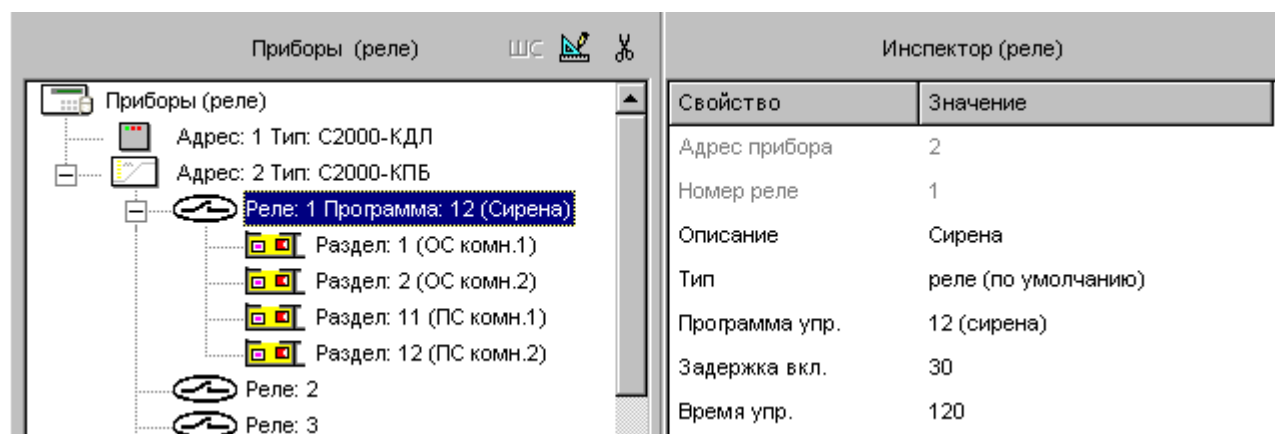 Приборы (реле)
ШС
Приборы (реле)
Адрес: 1 Тип: С2000-КДЛ
Адрес: 2 Тип: С2000-КПБ
Реле: 1 Программа: 12 (Сирена)
Раздел: 1 (ОС комн.1)
Раздел: 2 (ОС комн.2)
Раздел: 11 (ПС комн.1)
Раздел: 12 (ПС комн.2)
Реле: 2
Реле: 3
Инспектор (реле)
Свойство Значение
Адрес прибора 2
Номер реле 1
Описание Сирена
Тип реле (по умолчанию)
Программа упр. 12 (сирена)
Задержка вкл. 30
Время упр. 120